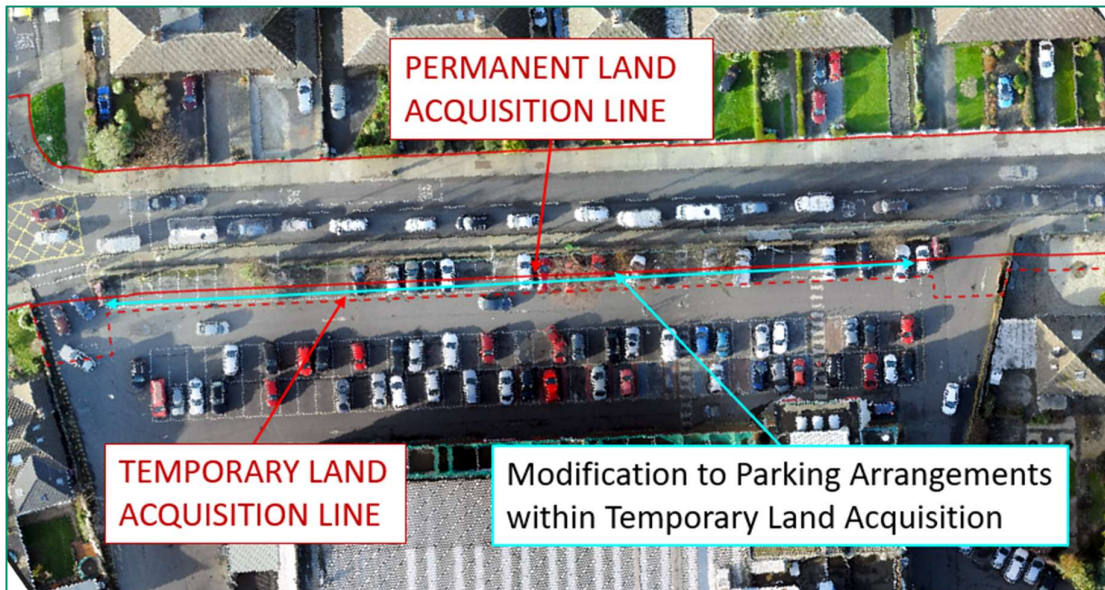 PERMANENT LAND
ACQUISITION LINE
TEMPORARY LAND
ACQUISITION LINE
Modification to Parking Arrangements
within Temporary Land Acquisition